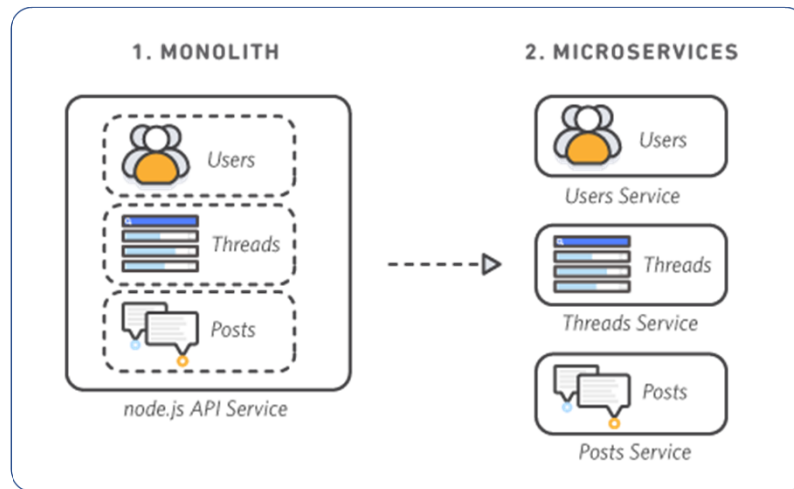 1. MONOLITH
Users
Threads
Posts
node.js API Service
2. MICROSERVICES
Users
Users Service
Threads
Threads Service
Posts
Posts Service